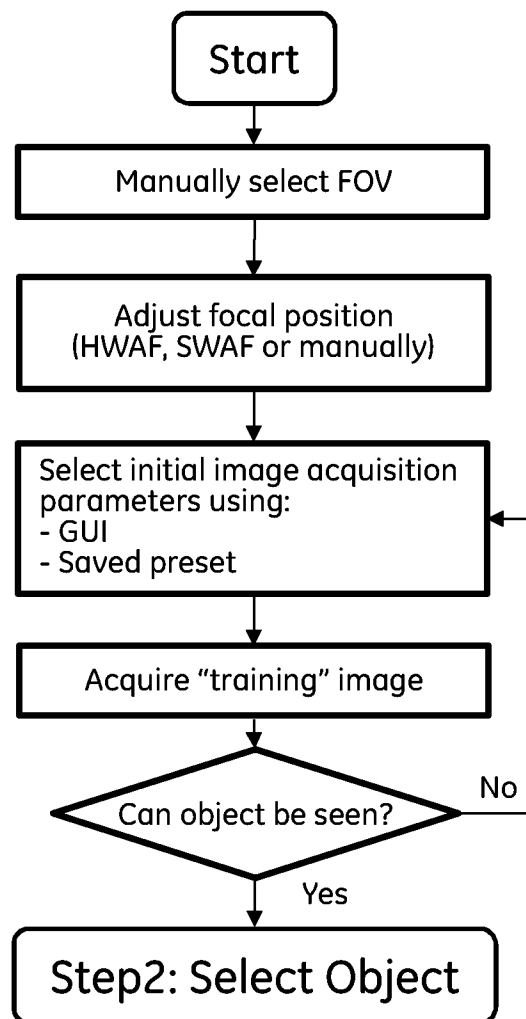 Start
Manually select FOV
Adjust focal position
(HWAF, SWAF or manually)
Select initial image acquisition
parameters using:
- GUI
- Saved preset
Acquire “training” image
Can object be seen?
No
Yes
Step2: Select Object